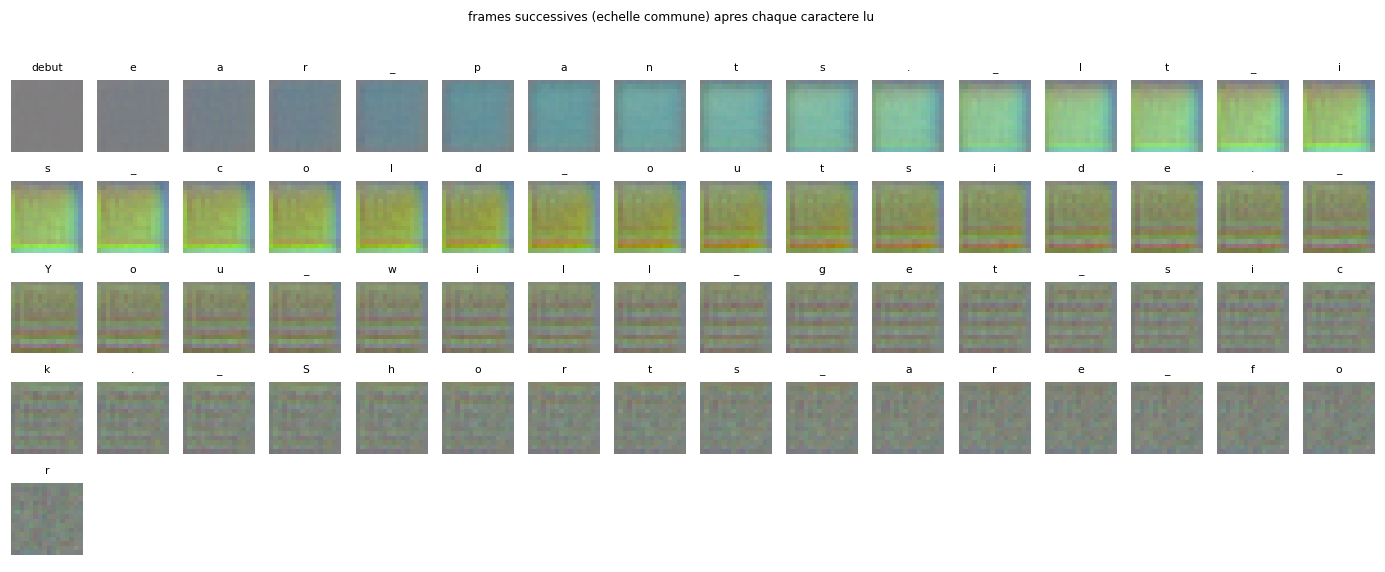 frames successives (echelle commune) apres chaque caractere lu
debut e a r _ p a n t s . _ I t _ i
s _ c o l d _ o u t s i d e . _
Y o u _ w i l l _ g e t _ s i c
k . _ S h o r t s _ a r e _ f o
r